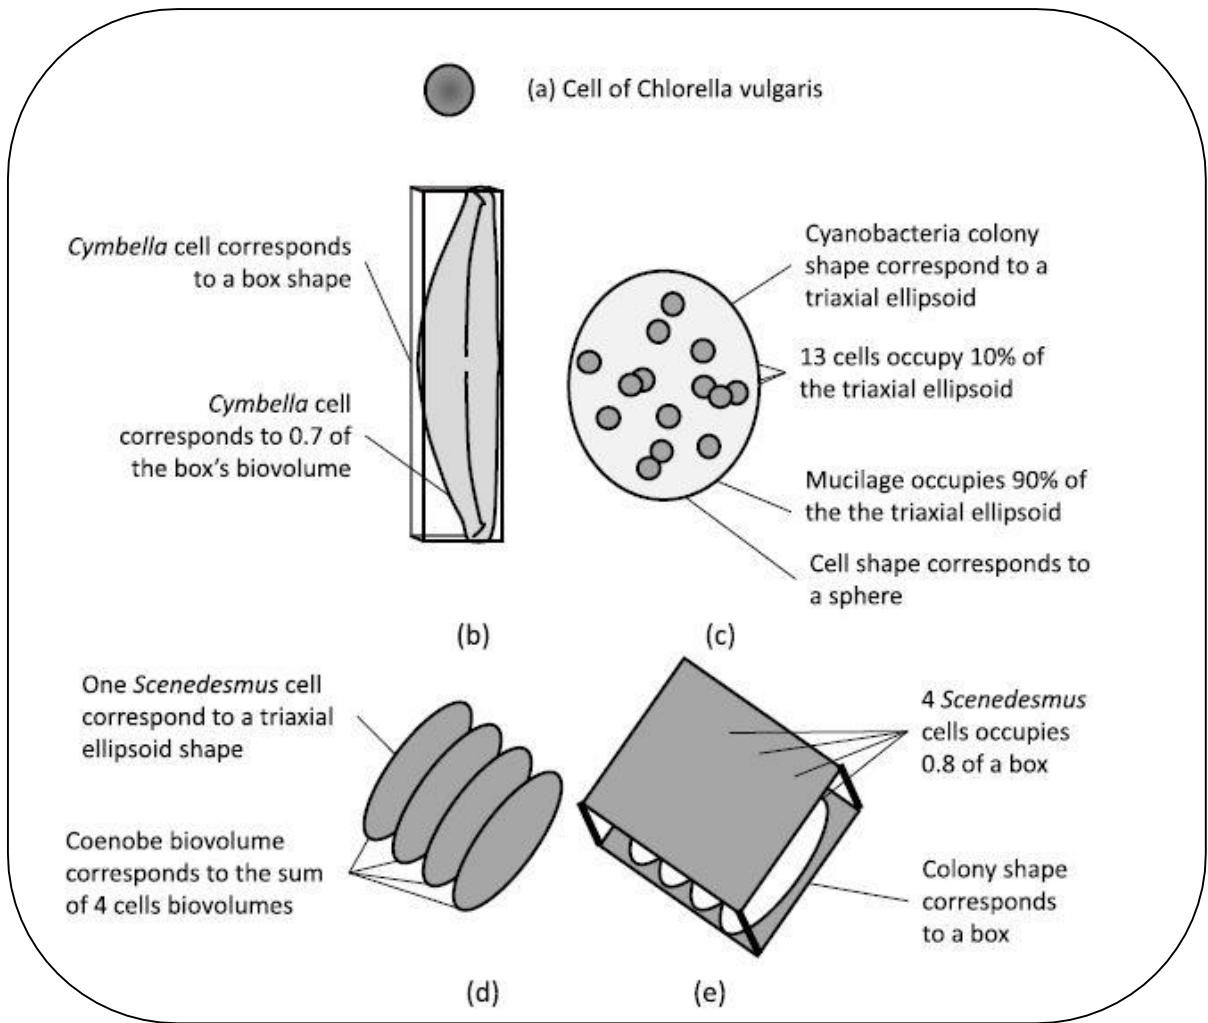 (a) Cell of Chlorella vulgaris
Cymbella cell corresponds
to a box shape
Cymbella cell
corresponds to 0.7 of
the box's biovolume
Cyanobacteria colony
shape correspond to a
triaxial ellipsoid
13 cells occupy 10% of
the triaxial ellipsoid
Mucilage occupies 90% of
the the triaxial ellipsoid
Cell shape corresponds to
a sphere
(b)
(c)
One Scenedesmus cell
correspond to a triaxial
ellipsoid shape
Coenobe biovolume
corresponds to the sum
of 4 cells biovolumes
4 Scenedesmus
cells occupies
0.8 of a box
Colony shape
corresponds
to a box
(d)
(e)